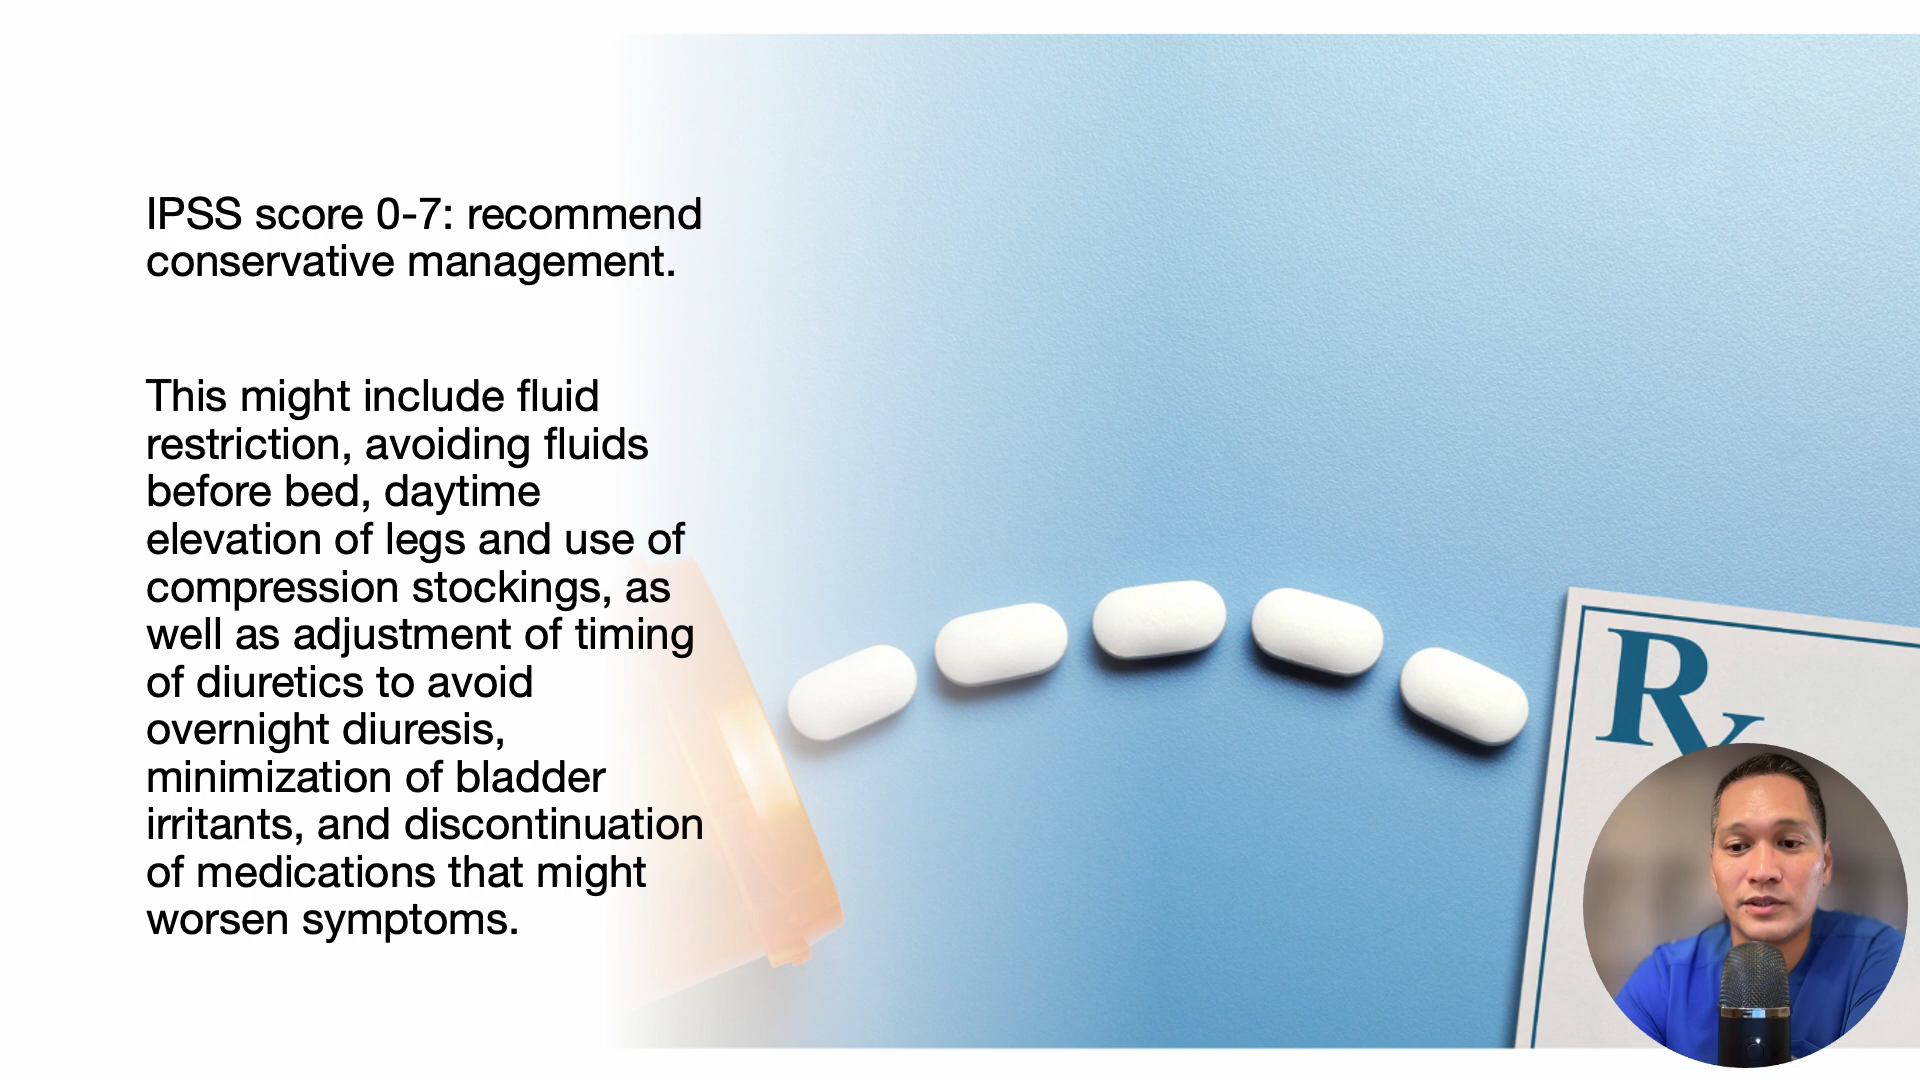 IPSS score 0-7: recommend
conservative management.
This might include fluid
restriction, avoiding fluids
before bed, daytime
elevation of legs and use of
compression stockings, as
well as adjustment of timing
of diuretics to avoid
overnight diuresis,
minimization of bladder
irritants, and discontinuation
of medications that might
worsen symptoms.
Rx